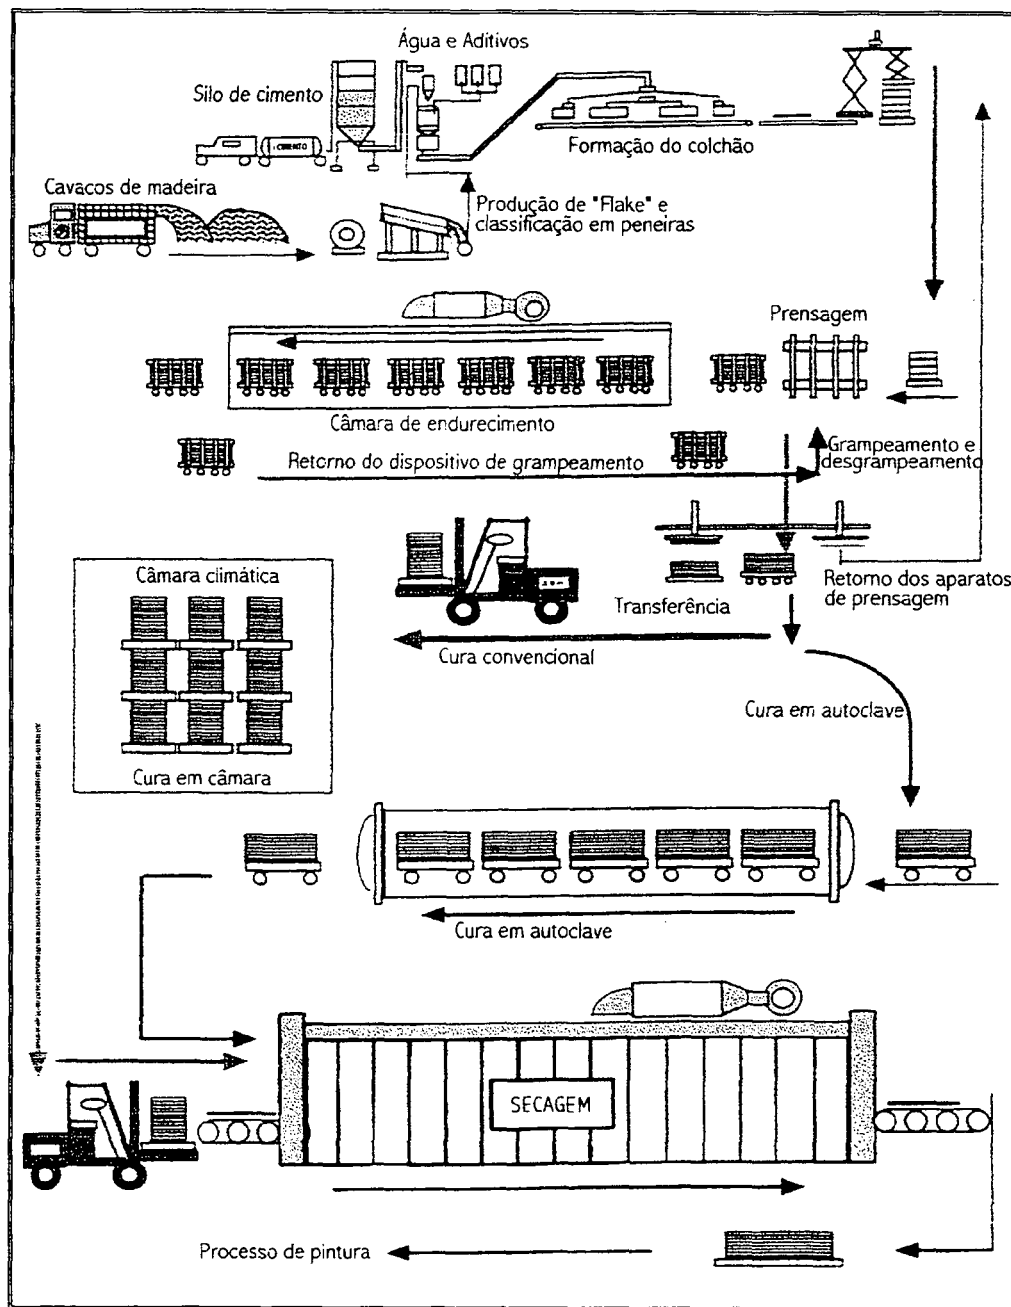 Água e Aditivos
Silo de cimento
CIMENTO
Formação do colchão
Cavacos de madeira
Produção de "Flake" e
classificação em peneiras
Prensagem
Câmara de endurecimento
Grampeamento e
desgrampeamento
Retorno do dispositivo de grampeamento
Câmara climática
Retorno dos aparatos
de prensagem
Transferência
Cura convencional
Cura em autoclave
Cura em câmara
Cura em autoclave
SECAGEM
Processo de pintura